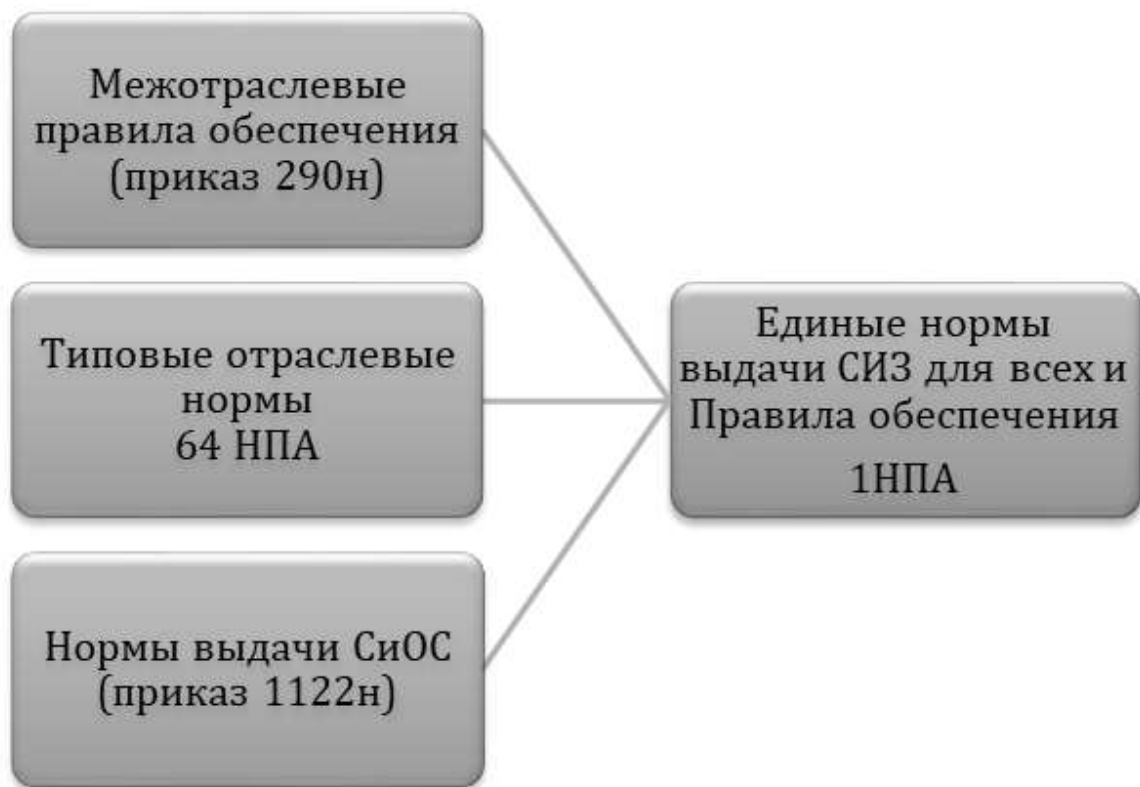 Межотраслевые
правила обеспечения
(приказ 290н)
Типовые отраслевые
нормы
64 НПА
Нормы выдачи СиОС
(приказ 1122н)
Единые нормы
выдачи СИЗ для всех и
Правила обеспечения
1НПА